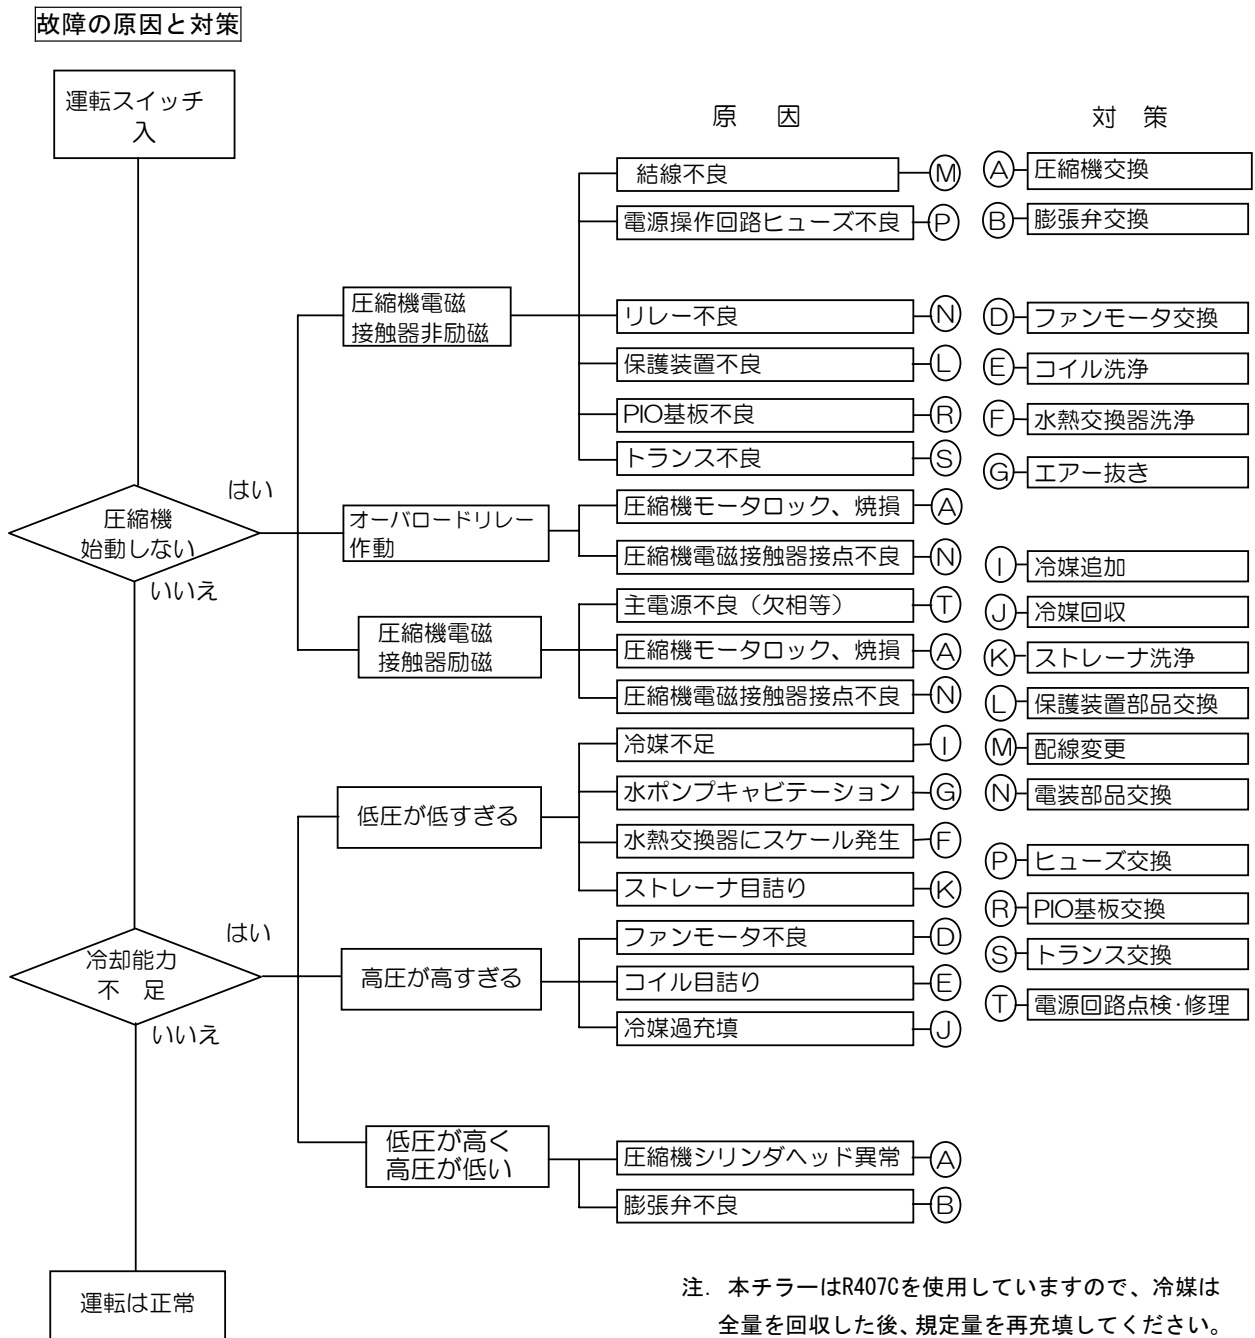 故障の原因と対策
運転スイッチ
入
原　因
対　策
圧縮機
始動しない
はい
いいえ
圧縮機電磁
接触器非励磁
結線不良
M
電源操作回路ヒューズ不良
P
リレー不良
N
保護装置不良
L
PIO基板不良
R
トランス不良
S
オーバロードリレー
作動
圧縮機モータロック、焼損
A
圧縮機電磁接触器接点不良
N
圧縮機電磁
接触器励磁
主電源不良（欠相等）
T
圧縮機モータロック、焼損
A
圧縮機電磁接触器接点不良
N
冷却能力
不　足
はい
いいえ
低圧が低すぎる
冷媒不足
I
水ポンプキャビテーション
G
水熱交換器にスケール発生
F
ストレーナ目詰り
K
高圧が高すぎる
ファンモータ不良
D
コイル目詰り
E
冷媒過充填
J
低圧が高く
高圧が低い
圧縮機シリンダヘッド異常
A
膨張弁不良
B
運転は正常
A 圧縮機交換
B 膨張弁交換
D ファンモータ交換
E コイル洗浄
F 水熱交換器洗浄
G エアー抜き
I 冷媒追加
J 冷媒回収
K ストレーナ洗浄
L 保護装置部品交換
M 配線変更
N 電装部品交換
P ヒューズ交換
R PIO基板交換
S トランス交換
T 電源回路点検･修理
注. 本チラーはR407Cを使用していますので、冷媒は
全量を回収した後、規定量を再充填してください。